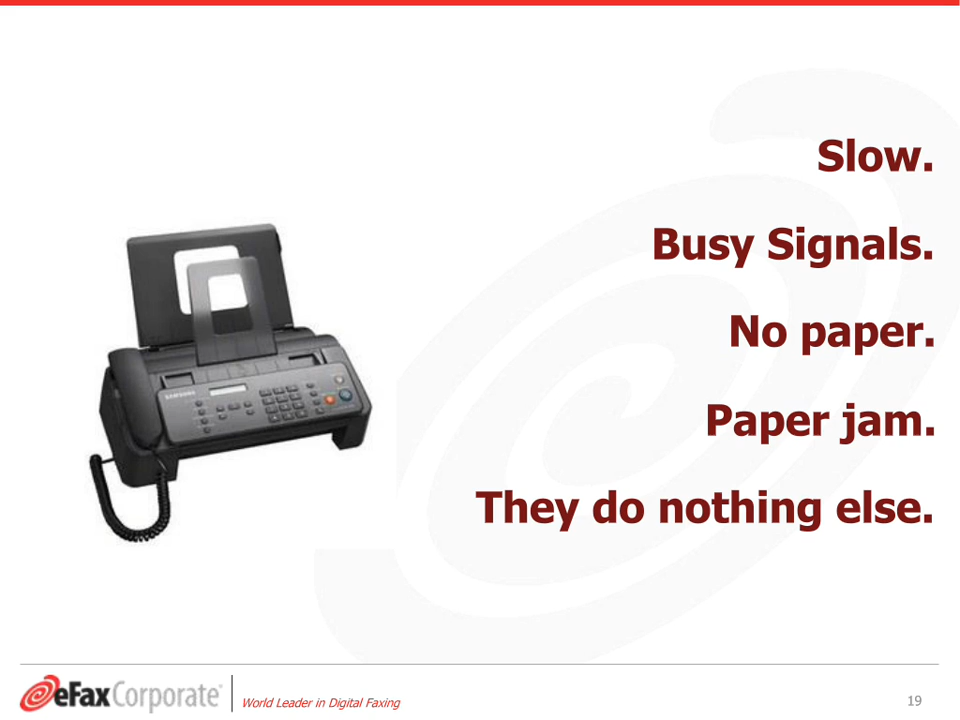 Slow.
Busy Signals.
No paper.
Paper jam.
They do nothing else.
SAMSUNG
eFax Corporate®
World Leader in Digital Faxing
19